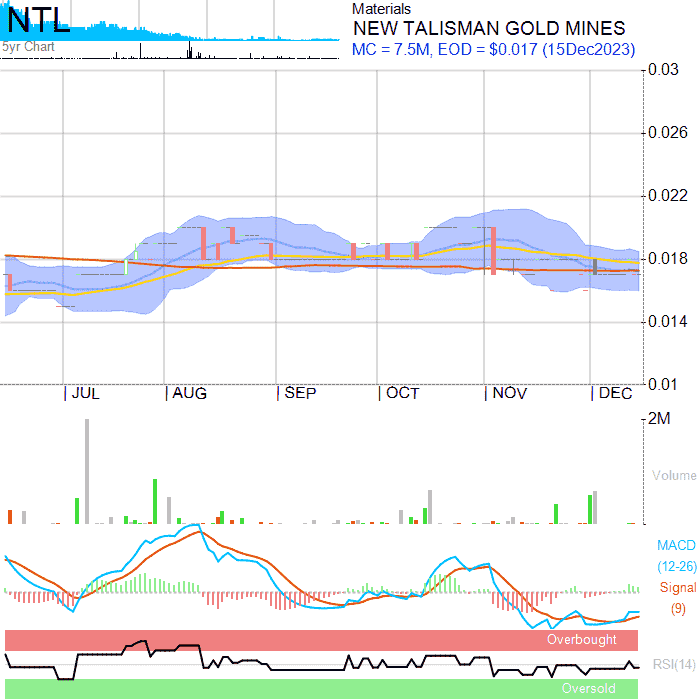 NTL
5yr Chart
Materials
NEW TALISMAN GOLD MINES
MC = 7.5M, EOD = $0.017 (15Dec2023)
0.03
0.026
0.022
0.018
0.014
0.01
JUL AUG SEP OCT NOV DEC
2M
Volume
MACD
(12-26)
Signal
(9)
Overbought
RSI(14)
Oversold